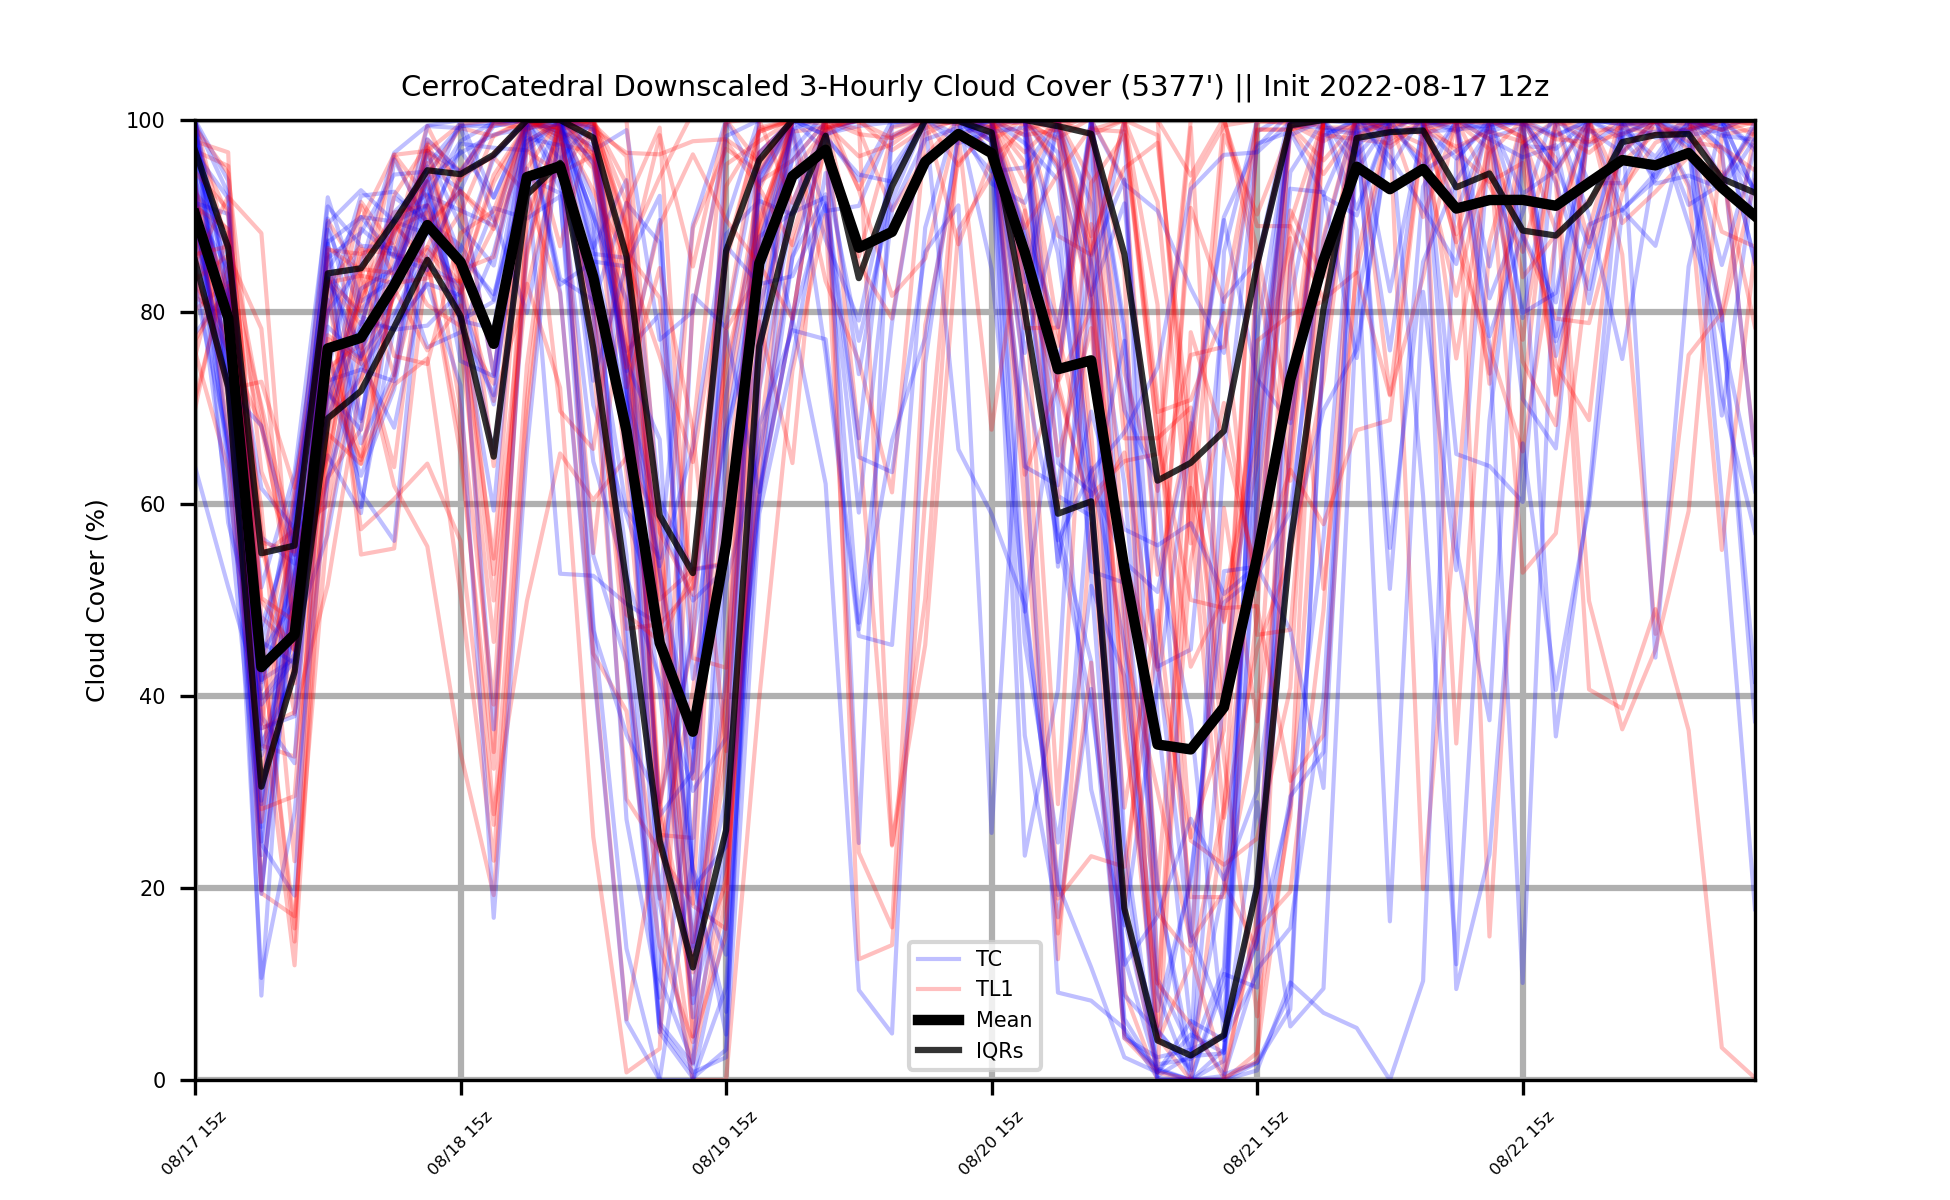 CerroCatedral Downscaled 3-Hourly Cloud Cover (5377') || Init 2022-08-17 12z
Cloud Cover (%)
100
80
60
40
20
0
TC
TL1
Mean
IQRs
08/17 15z
08/18 15z
08/19 15z
08/20 15z
08/21 15z
08/22 15z